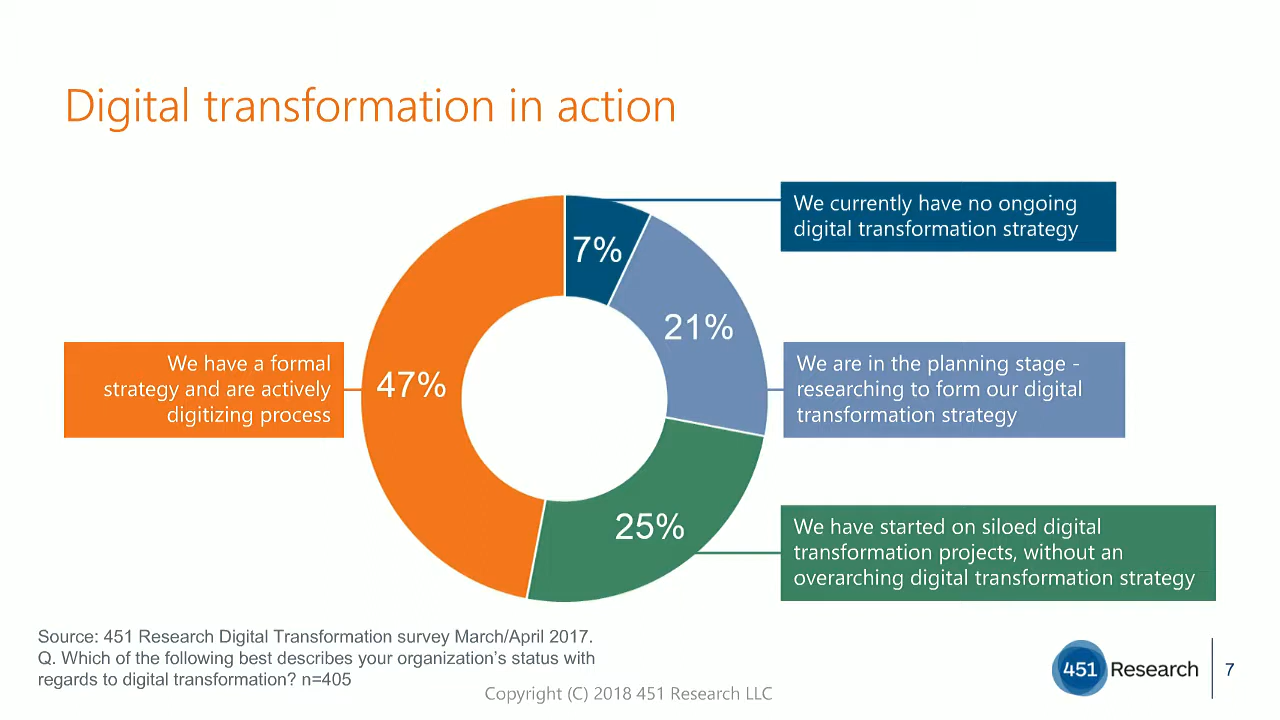 Digital transformation in action
We currently have no ongoing
digital transformation strategy
7%
21%
We are in the planning stage -
researching to form our digital
transformation strategy
We have a formal
strategy and are actively
digitizing process
47%
25%
We have started on siloed digital
transformation projects, without an
overarching digital transformation strategy
Source: 451 Research Digital Transformation survey March/April 2017.
Q. Which of the following best describes your organization’s status with
regards to digital transformation? n=405
Copyright (C) 2018 451 Research LLC
451 Research
7